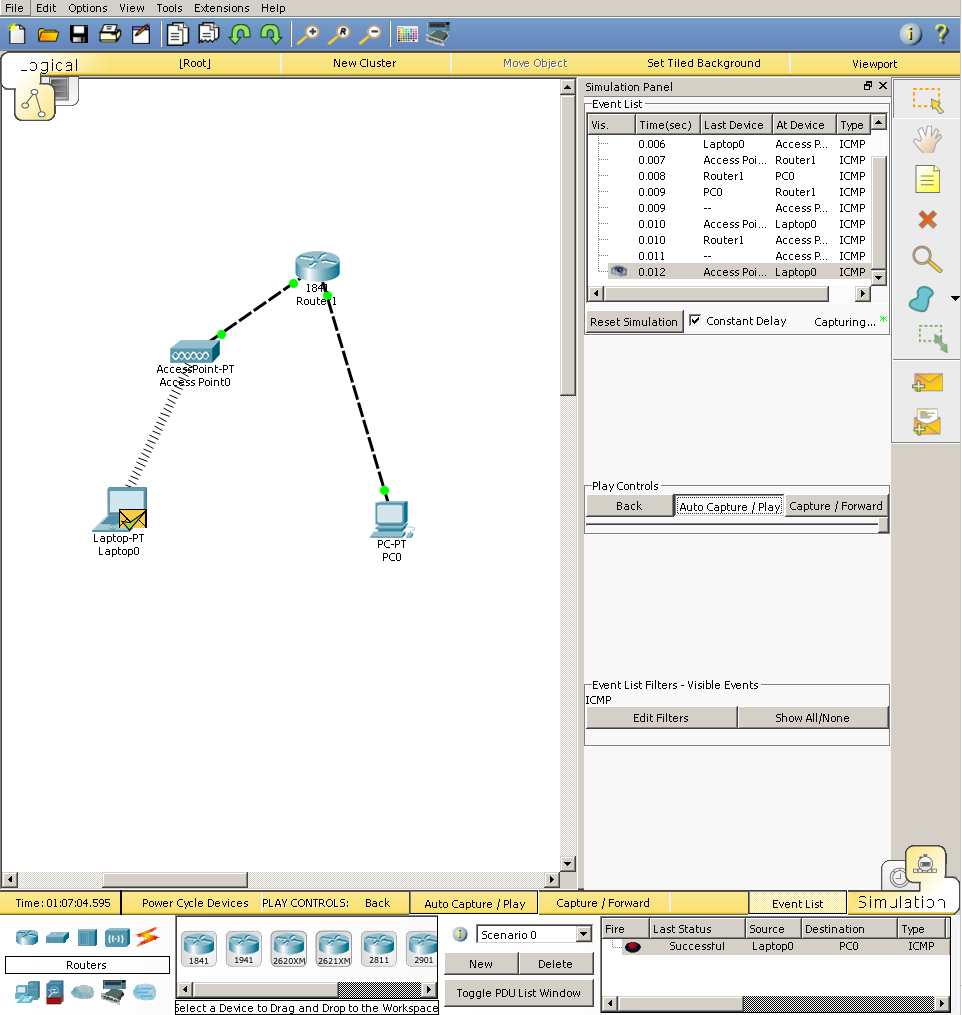 File Edit Options View Tools Extensions Help
Logical [Root] New Cluster Move Object Set Tiled Background Viewport
1841
Router1
AccessPoint-PT
Access Point0
Laptop-PT
Laptop0
PC-PT
PC0
Simulation Panel
Event List
Vis. Time(sec) Last Device At Device Type
0.006 Laptop0 Access P... ICMP
0.007 Access Poi... Router1 ICMP
0.008 Router1 PC0 ICMP
0.009 PC0 Router1 ICMP
0.009 -- Access P... ICMP
0.010 Access Poi... Laptop0 ICMP
0.010 Router1 Access P... ICMP
0.011 -- Access P... ICMP
0.012 Access Poi... Laptop0 ICMP
Reset Simulation Constant Delay Capturing... *
Play Controls
Back Auto Capture / Play Capture / Forward
Event List Filters - Visible Events
ICMP
Edit Filters Show All/None
Time: 01:07:04.595 Power Cycle Devices PLAY CONTROLS: Back Auto Capture / Play Capture / Forward Event List Simulation
Routers
1841 1941 2620XM 2621XM 2811 2901
Select a Device to Drag and Drop to the Workspace
Scenario 0
New Delete
Toggle PDU List Window
Fire Last Status Source Destination Type
Successful Laptop0 PC0 ICMP